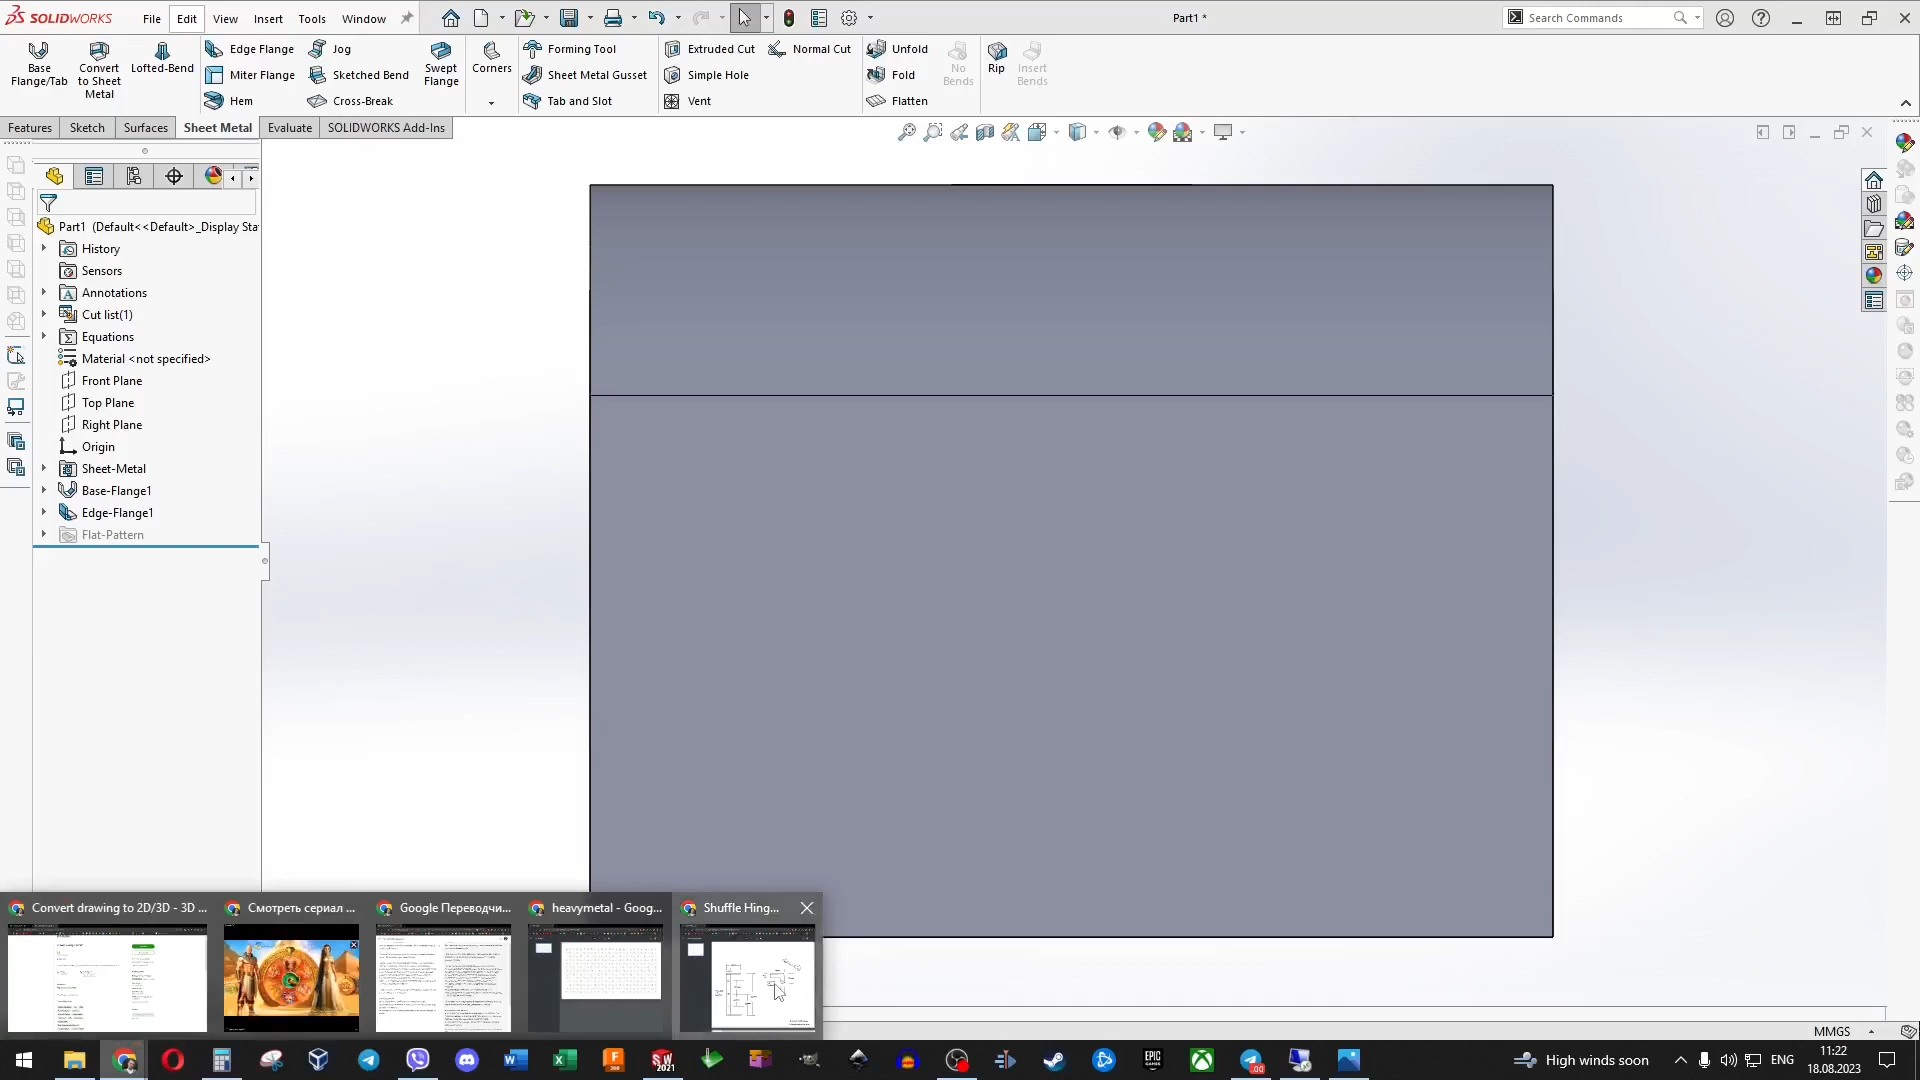 SOLIDWORKS File Edit View Insert Tools Window Part1 * Search Commands
Base Flange/Tab
Convert to Sheet Metal
Lofted-Bend
Edge Flange
Miter Flange
Hem
Jog
Sketched Bend
Cross-Break
Swept Flange
Corners
Forming Tool
Sheet Metal Gusset
Tab and Slot
Extruded Cut
Simple Hole
Vent
Normal Cut
Unfold
Fold
Flatten
No Bends
Rip
Insert Bends
Features Sketch Surfaces Sheet Metal Evaluate SOLIDWORKS Add-Ins
Part1 (Default<<Default>_Display Sta
History
Sensors
Annotations
Cut list(1)
Equations
Material <not specified>
Front Plane
Top Plane
Right Plane
Origin
Sheet-Metal
Base-Flange1
Edge-Flange1
Flat-Pattern
Convert drawing to 2D/3D - 3D ... Смотреть сериал ... Google Переводчи... heavymetal - Goog... Shuffle Hing...
MMGS
High winds soon ENG
11:22
18.08.2023